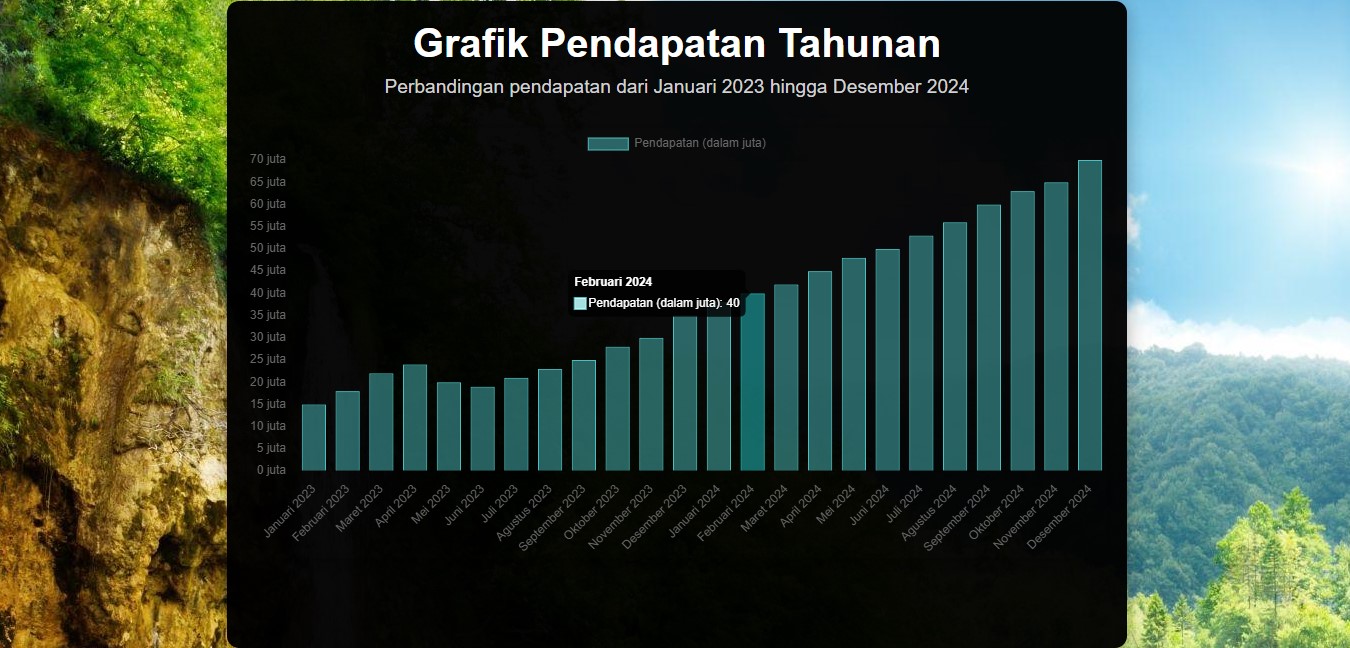 Grafik Pendapatan Tahunan
Perbandingan pendapatan dari Januari 2023 hingga Desember 2024
Pendapatan (dalam juta)
70 juta
65 juta
60 juta
55 juta
50 juta
45 juta
40 juta
35 juta
30 juta
25 juta
20 juta
15 juta
10 juta
5 juta
0 juta
Februari 2024
Pendapatan (dalam juta): 40
Januari 2023
Februari 2023
Maret 2023
April 2023
Mei 2023
Juni 2023
Juli 2023
Agustus 2023
September 2023
Oktober 2023
November 2023
Desember 2023
Januari 2024
Februari 2024
Maret 2024
April 2024
Mei 2024
Juni 2024
Juli 2024
Agustus 2024
September 2024
Oktober 2024
November 2024
Desember 2024